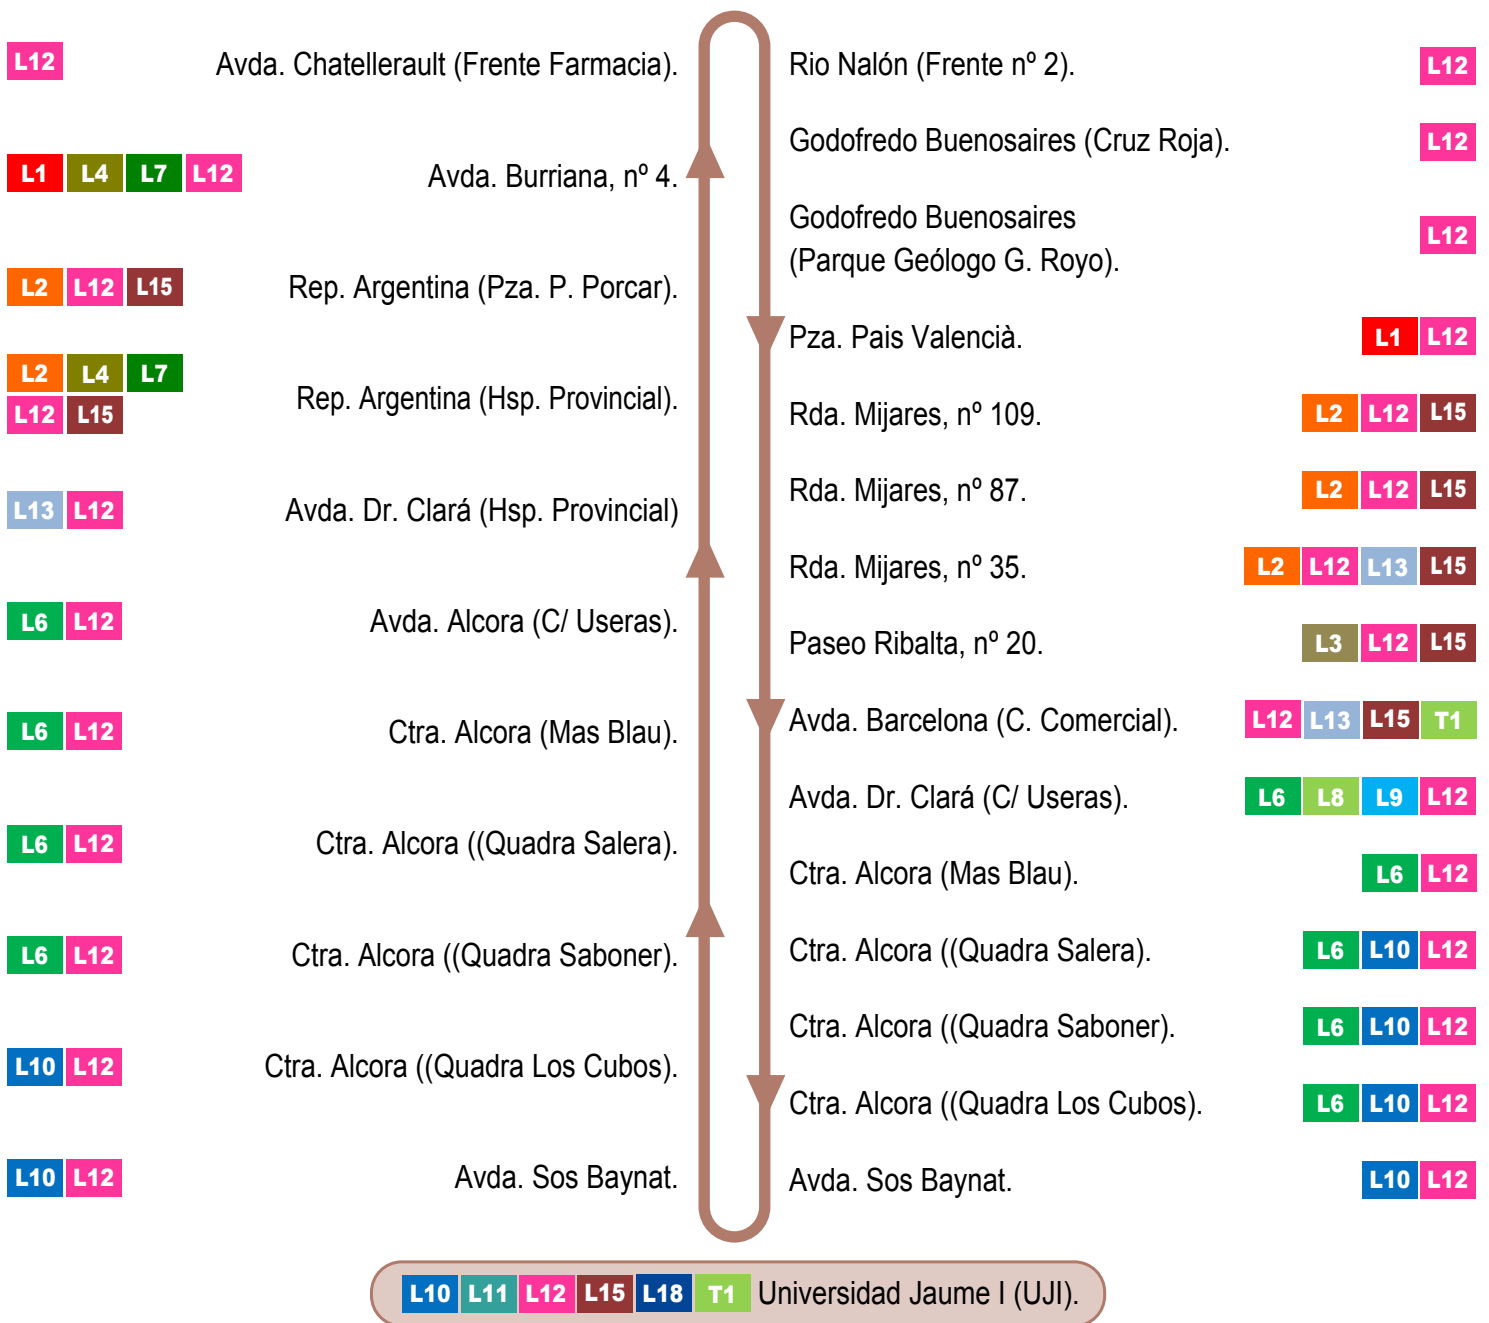 L12 Avda. Chatellerault (Frente Farmacia).
L1 L4 L7 L12 Avda. Burriana, nº 4.
L2 L12 L15 Rep. Argentina (Pza. P. Porcar).
L2 L4 L7
L12 L15 Rep. Argentina (Hsp. Provincial).
L13 L12 Avda. Dr. Clará (Hsp. Provincial)
L6 L12 Avda. Alcora (C/ Useras).
L6 L12 Ctra. Alcora (Mas Blau).
L6 L12 Ctra. Alcora ((Quadra Salera).
L6 L12 Ctra. Alcora ((Quadra Saboner).
L10 L12 Ctra. Alcora ((Quadra Los Cubos).
L10 L12 Avda. Sos Baynat.
Rio Nalón (Frente nº 2). L12
Godofredo Buenosaires (Cruz Roja). L12
Godofredo Buenosaires
(Parque Geólogo G. Royo). L12
Pza. Pais Valencià. L1 L12
Rda. Mijares, nº 109. L2 L12 L15
Rda. Mijares, nº 87. L2 L12 L15
Rda. Mijares, nº 35. L2 L12 L13 L15
Paseo Ribalta, nº 20. L3 L12 L15
Avda. Barcelona (C. Comercial). L12 L13 L15 T1
Avda. Dr. Clará (C/ Useras). L6 L8 L9 L12
Ctra. Alcora (Mas Blau). L6 L12
Ctra. Alcora ((Quadra Salera). L6 L10 L12
Ctra. Alcora ((Quadra Saboner). L6 L10 L12
Ctra. Alcora ((Quadra Los Cubos). L6 L10 L12
Avda. Sos Baynat. L10 L12
L10 L11 L12 L15 L18 T1 Universidad Jaume I (UJI).